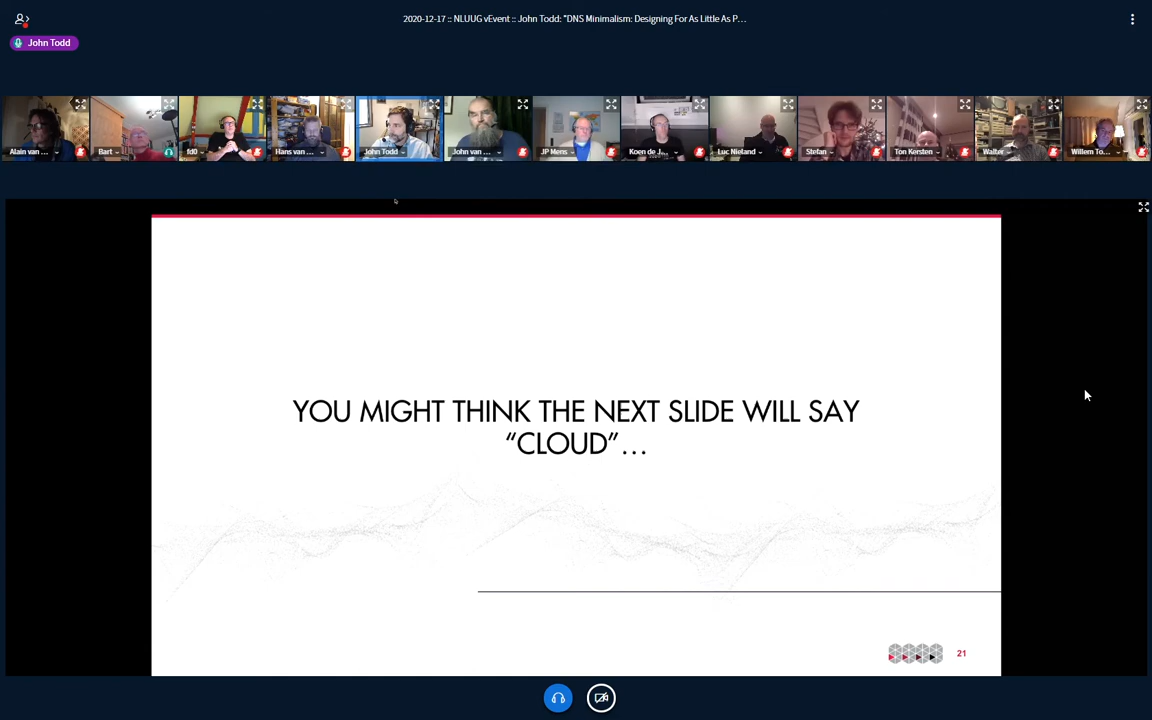 2020-12-17 :: NLUUG vEvent :: John Todd: "DNS Minimalism: Designing For As Little As P...
John Todd
Alain van ...
Bart
fd0
Hans van ...
John Todd
John van ...
JP Mens
Koen de J...
Luc Nieland
Stefan
Ton Kersten
Walter
Willem To...
YOU MIGHT THINK THE NEXT SLIDE WILL SAY
“CLOUD”...
21